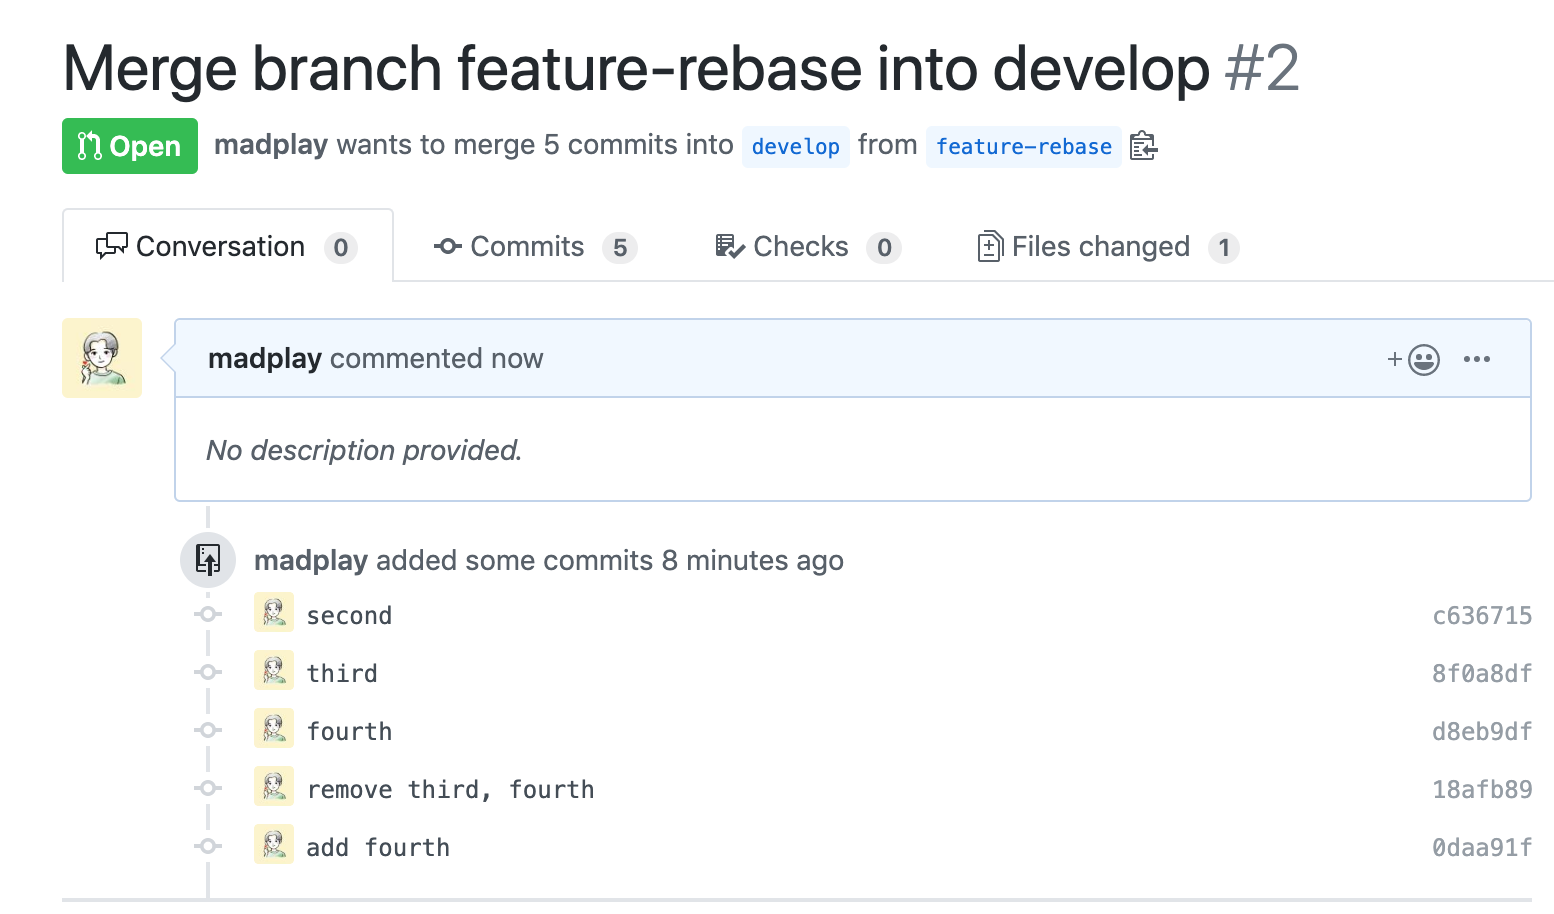 Merge branch feature-rebase into develop #2
Open madplay wants to merge 5 commits into develop from feature-rebase
Conversation 0 Commits 5 Checks 0 Files changed 1
madplay commented now
No description provided.
madplay added some commits 8 minutes ago
second c636715
third 8f0a8df
fourth d8eb9df
remove third, fourth 18afb89
add fourth 0daa91f